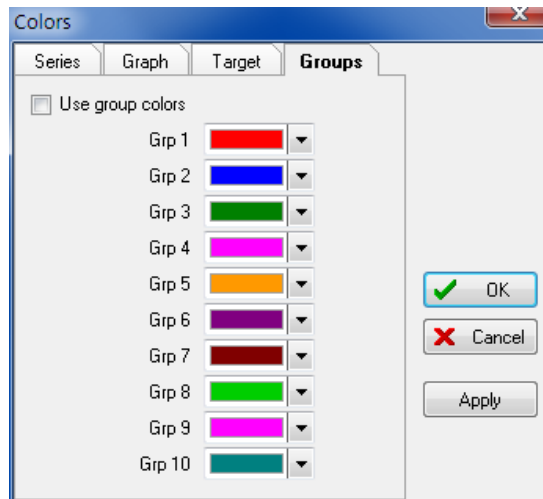 Colors
Series Graph Target Groups
Use group colors
Grp 1
Grp 2
Grp 3
Grp 4
Grp 5
Grp 6
Grp 7
Grp 8
Grp 9
Grp 10
OK
Cancel
Apply